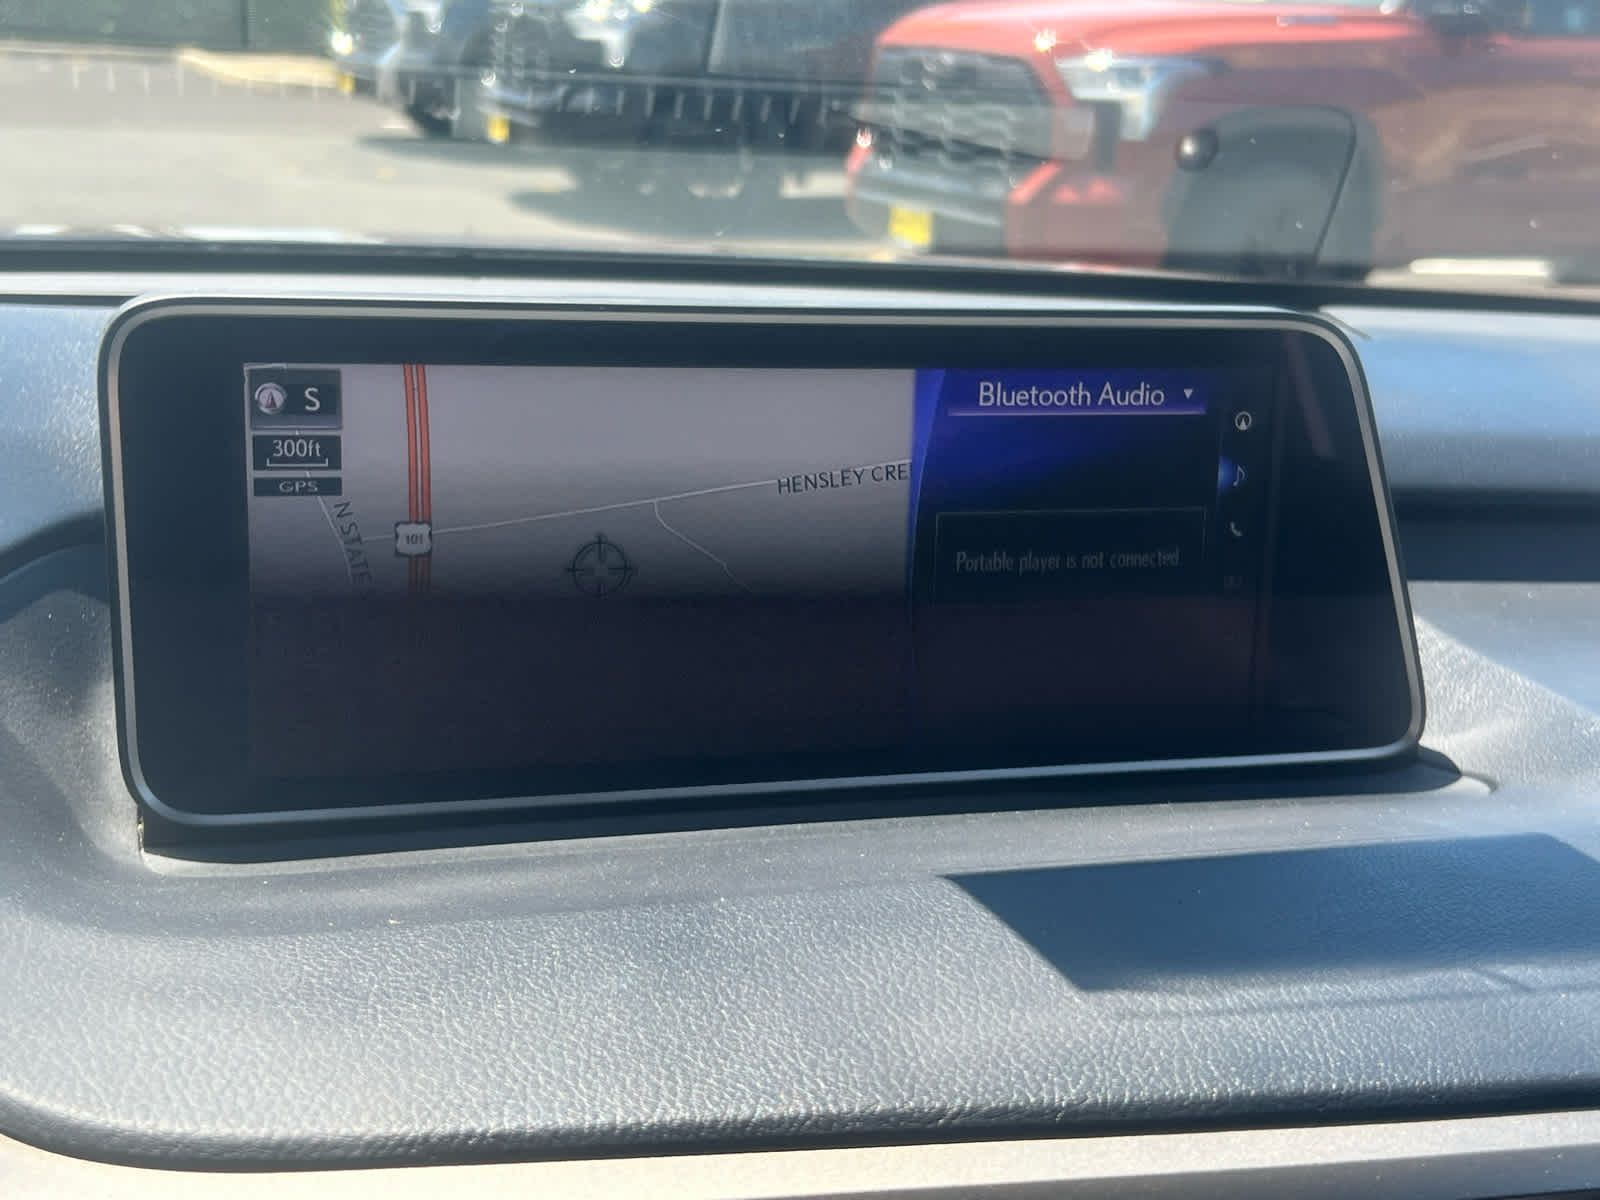 S
300ft
GPS
N STATE
101
HENSLEY CRE
Bluetooth Audio
Portable player is not connected.